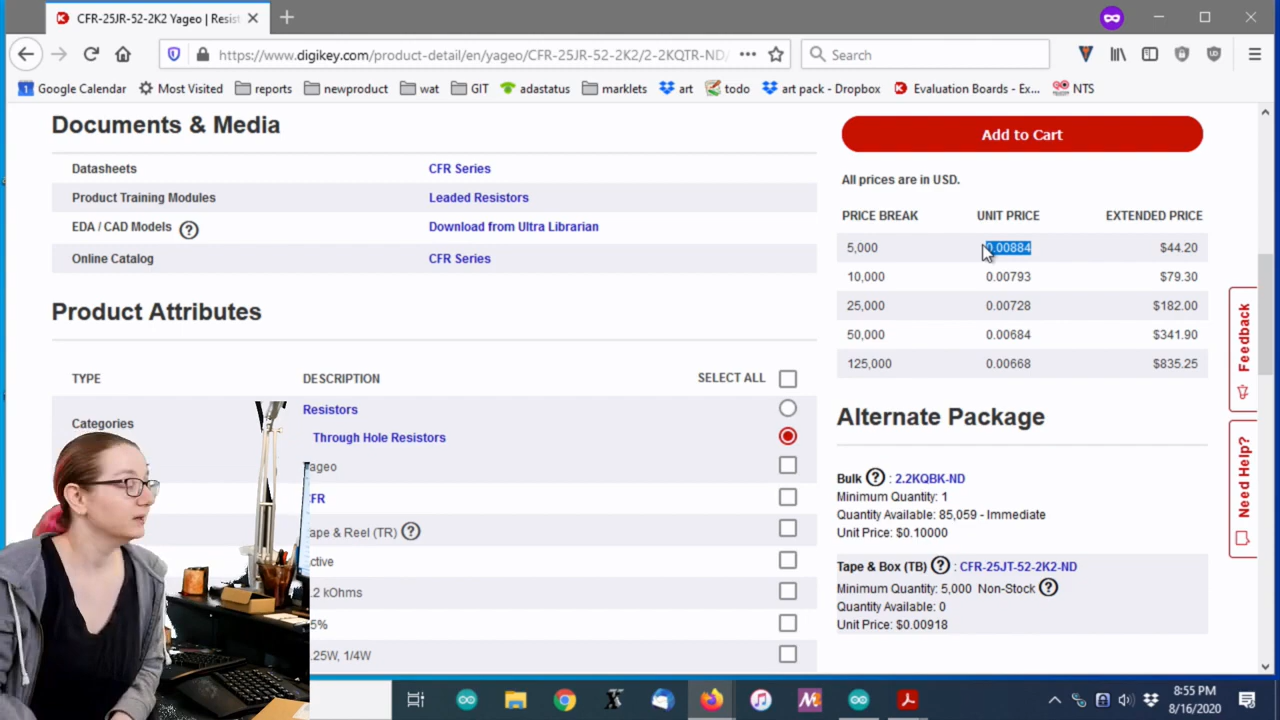 CFR-25JR-52-2K2 Yageo | Resist
https://www.digikey.com/product-detail/en/yageo/CFR-25JR-52-2K2/2-2KQTR-ND/
Search
Google Calendar Most Visited reports newproduct wat GIT adastatus marklets art todo art pack - Dropbox Evaluation Boards - Ex... NTS
Documents & Media
Datasheets CFR Series
Product Training Modules Leaded Resistors
EDA / CAD Models ? Download from Ultra Librarian
Online Catalog CFR Series
Product Attributes
TYPE DESCRIPTION SELECT ALL
Categories Resistors
Through Hole Resistors
Yageo
CFR
Tape & Reel (TR) ?
Active
.2 kOhms
5%
.25W, 1/4W
Add to Cart
All prices are in USD.
PRICE BREAK UNIT PRICE EXTENDED PRICE
5,000 0.00884 $44.20
10,000 0.00793 $79.30
25,000 0.00728 $182.00
50,000 0.00684 $341.90
125,000 0.00668 $835.25
Alternate Package
Bulk ? : 2.2KQBK-ND
Minimum Quantity: 1
Quantity Available: 85,059 - Immediate
Unit Price: $0.10000
Tape & Box (TB) ? : CFR-25JT-52-2K2-ND
Minimum Quantity: 5,000 Non-Stock ?
Quantity Available: 0
Unit Price: $0.00918
Feedback
Need Help?
8:55 PM
8/16/2020